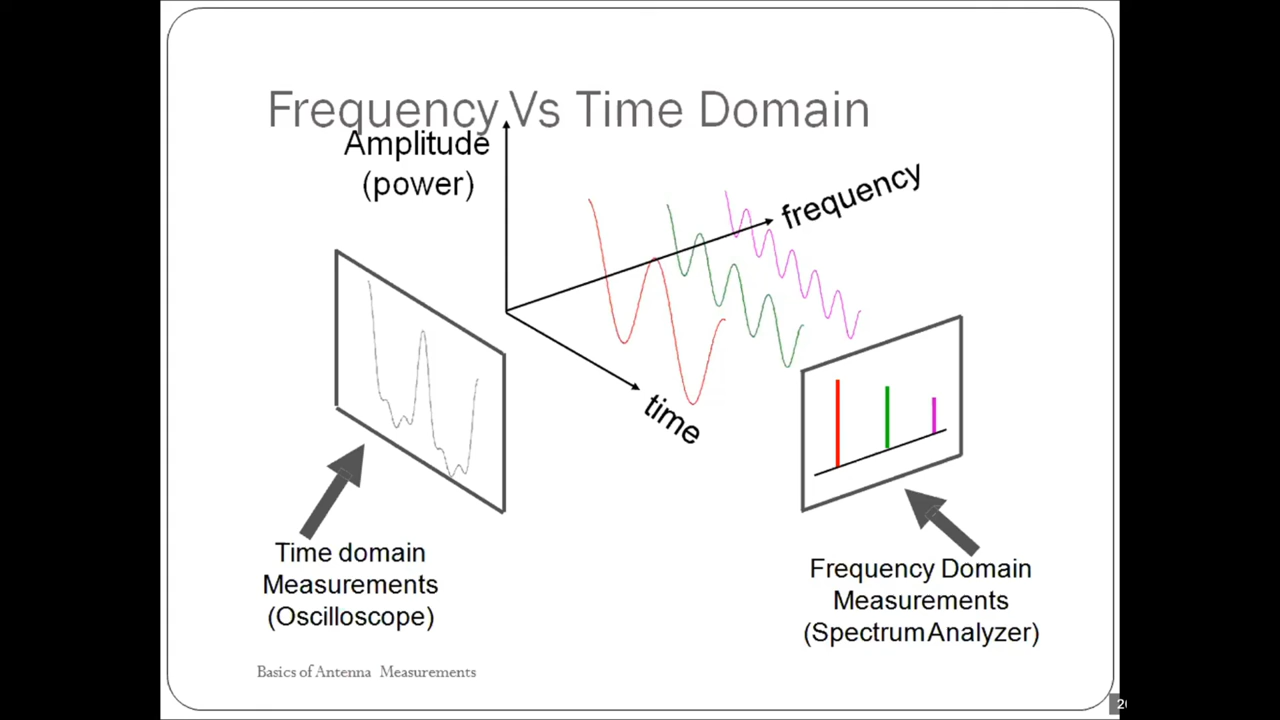 Frequency Vs Time Domain
Amplitude
(power)
frequency
time
Time domain
Measurements
(Oscilloscope)
Frequency Domain
Measurements
(SpectrumAnalyzer)
Basics of Antenna Measurements